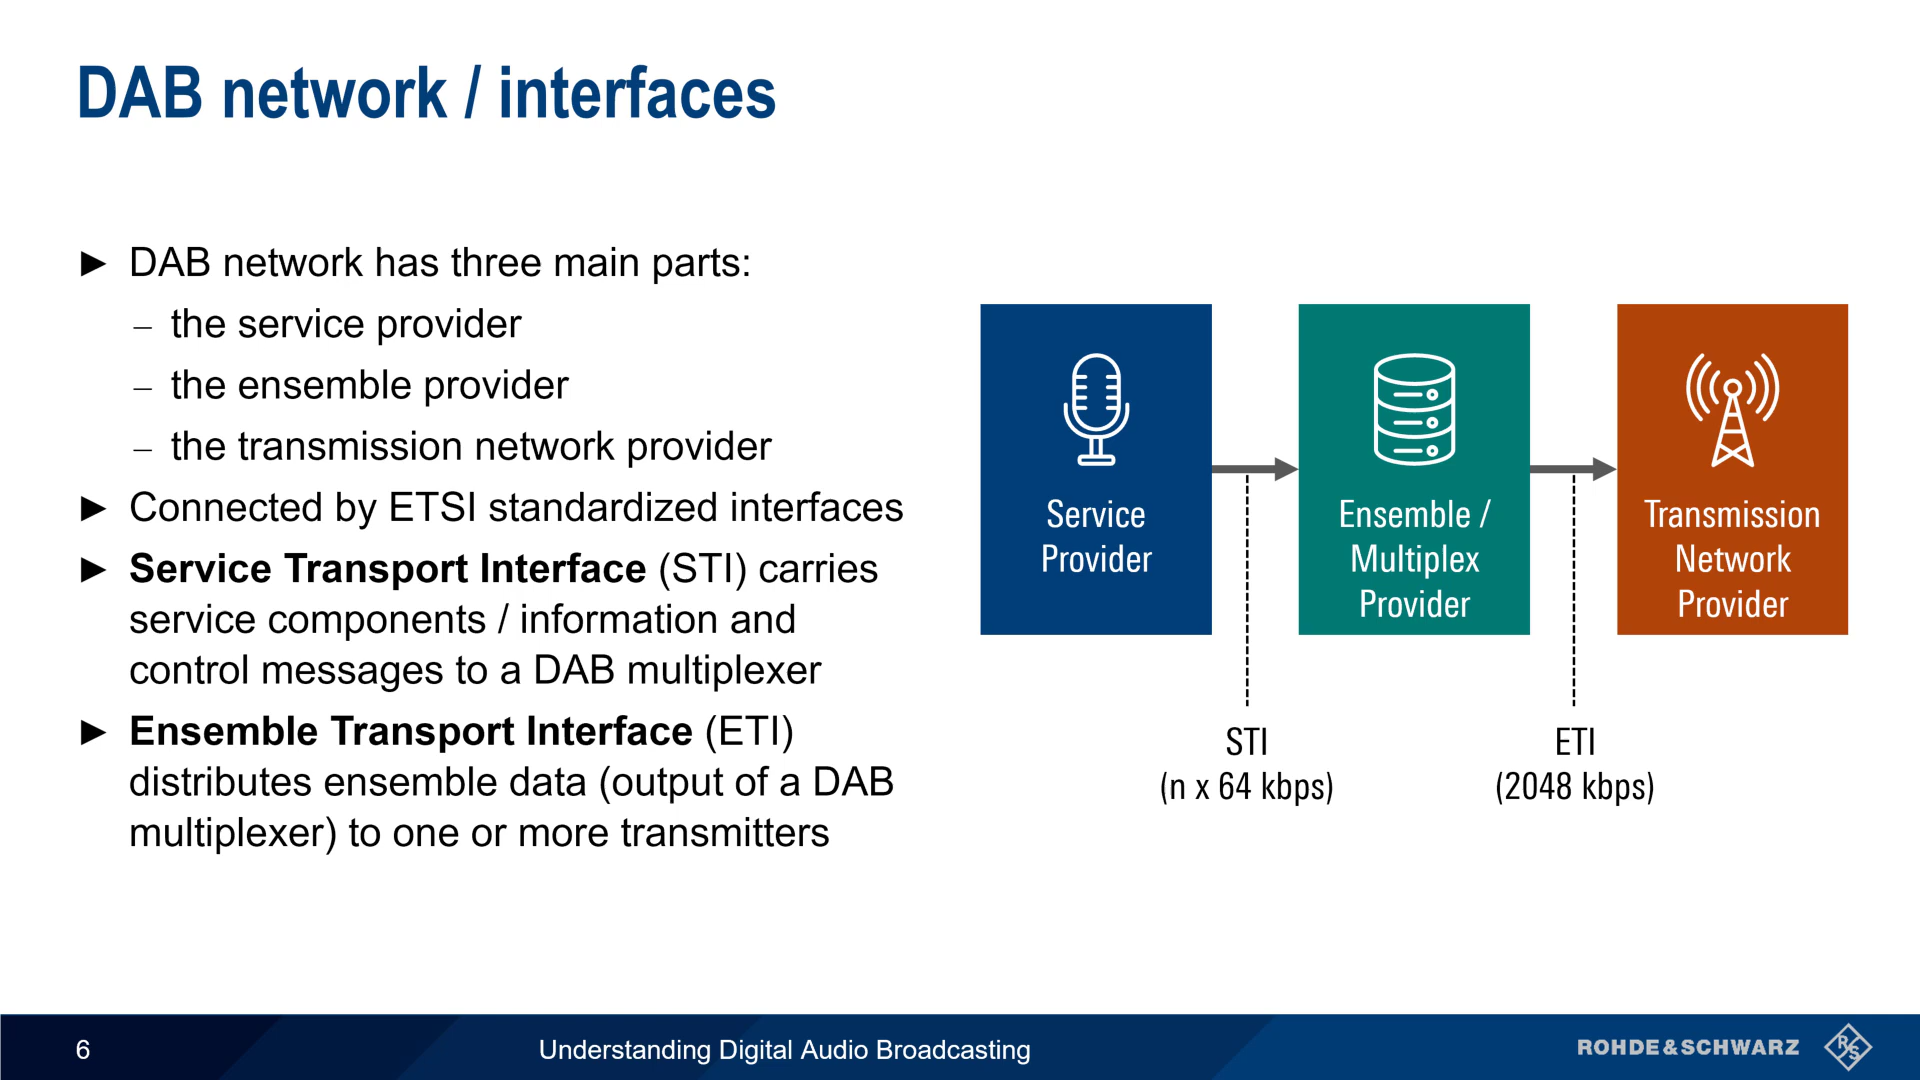 DAB network / interfaces
► DAB network has three main parts:
– the service provider
– the ensemble provider
– the transmission network provider
► Connected by ETSI standardized interfaces
► Service Transport Interface (STI) carries
service components / information and
control messages to a DAB multiplexer
► Ensemble Transport Interface (ETI)
distributes ensemble data (output of a DAB
multiplexer) to one or more transmitters
Service
Provider
Ensemble /
Multiplex
Provider
Transmission
Network
Provider
STI
(n x 64 kbps)
ETI
(2048 kbps)
6
Understanding Digital Audio Broadcasting
ROHDE&SCHWARZ
R&S